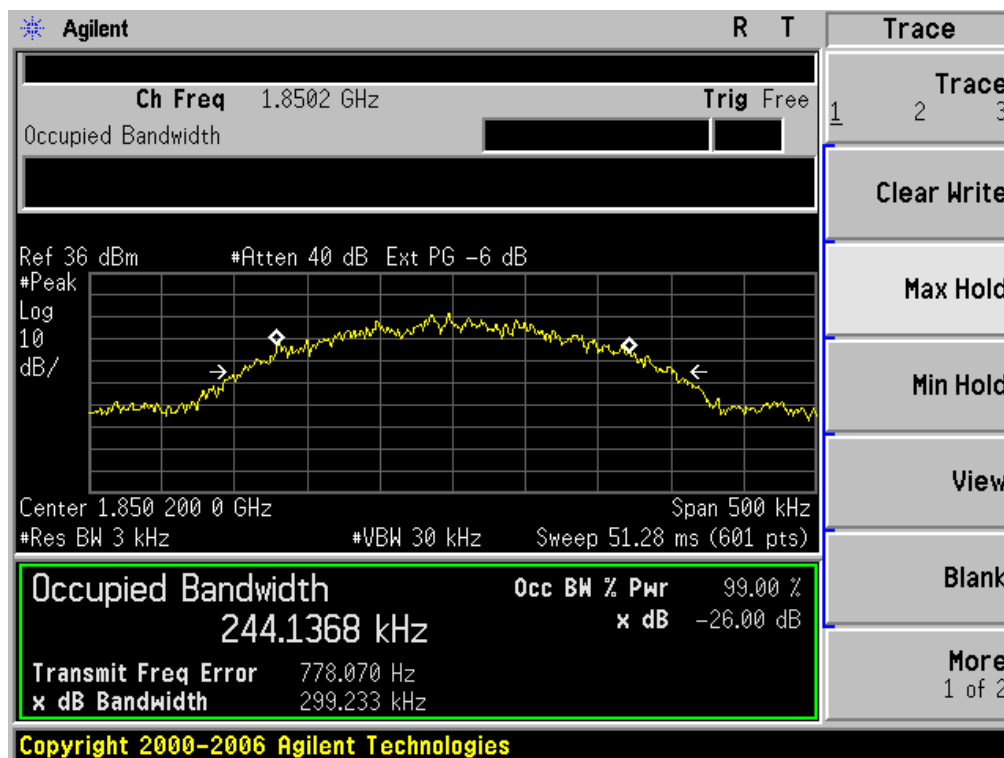 Agilent R T Trace
Ch Freq 1.8502 GHz Trig Free
Occupied Bandwidth
Trace
1 2 3
Clear Write
Max Hold
Min Hold
View
Blank
More
1 of 2
Ref 36 dBm #Atten 40 dB Ext PG -6 dB
#Peak
Log
10
dB/
Center 1.850 200 0 GHz Span 500 kHz
#Res BW 3 kHz #VBW 30 kHz Sweep 51.28 ms (601 pts)
Occupied Bandwidth
244.1368 kHz
Occ BW % Pwr 99.00 %
x dB -26.00 dB
Transmit Freq Error 778.070 Hz
x dB Bandwidth 299.233 kHz
Copyright 2000-2006 Agilent Technologies